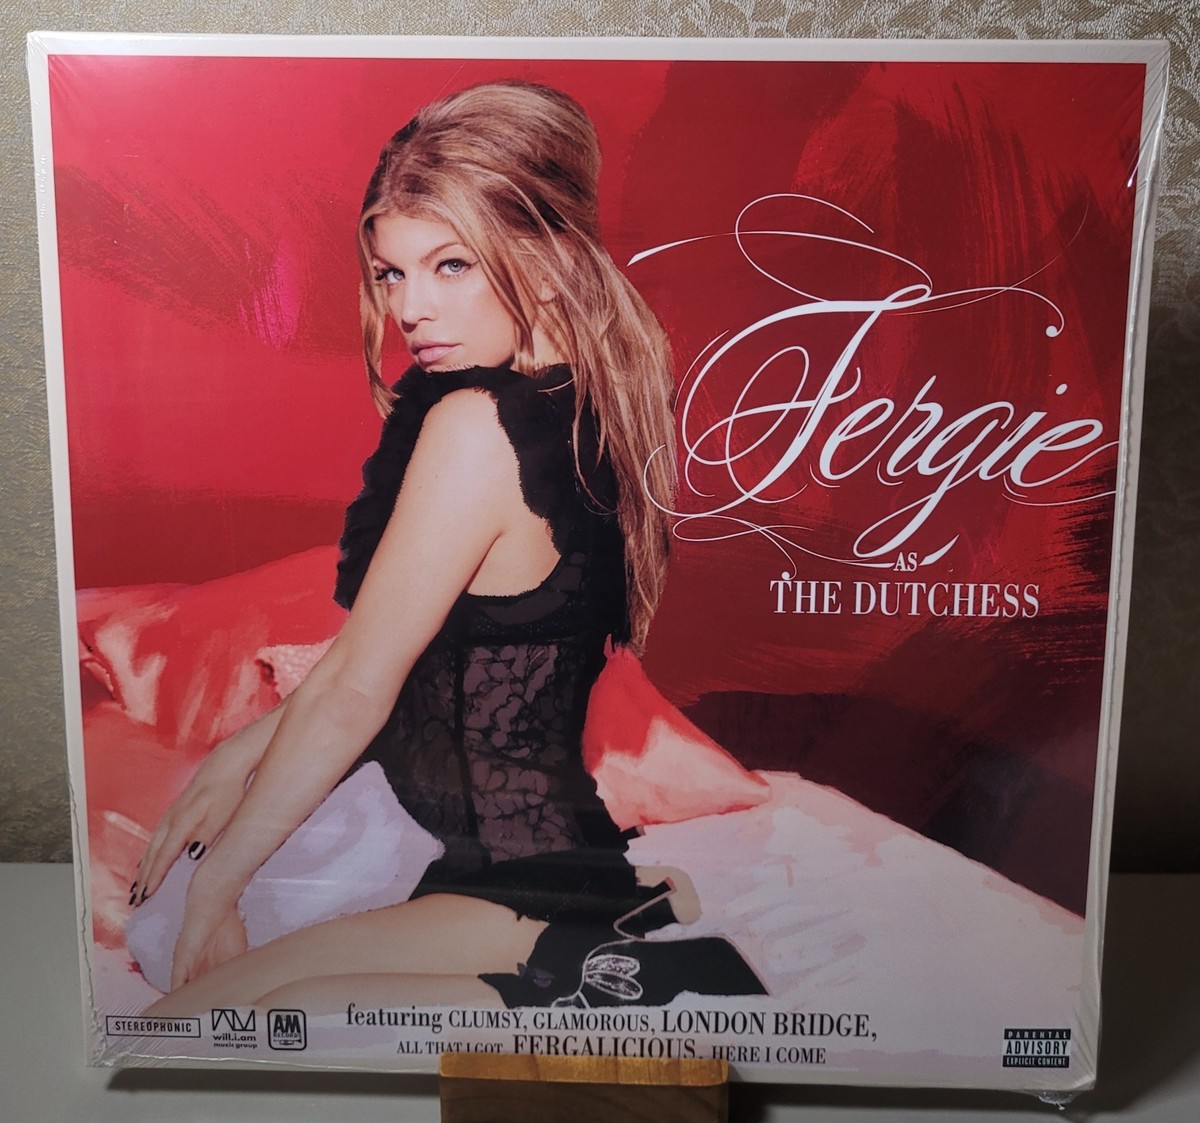 Fergie
AS
THE DUTCHESS
STEREOPHONIC
will.i.am
music group
A&M
RECORDS
featuring CLUMSY, GLAMOROUS, LONDON BRIDGE,
ALL THAT I GOT, FERGALICIOUS, HERE I COME
PARENTAL
ADVISORY
EXPLICIT CONTENT